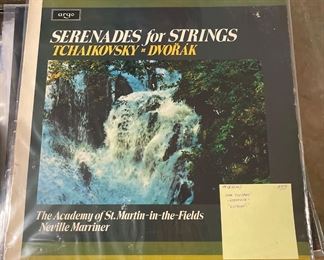 argo
SERENADES for STRINGS
TCHAIKOVSKY DVOŘÁK
The Academy of St. Martin-in-the-Fields
Neville Marriner